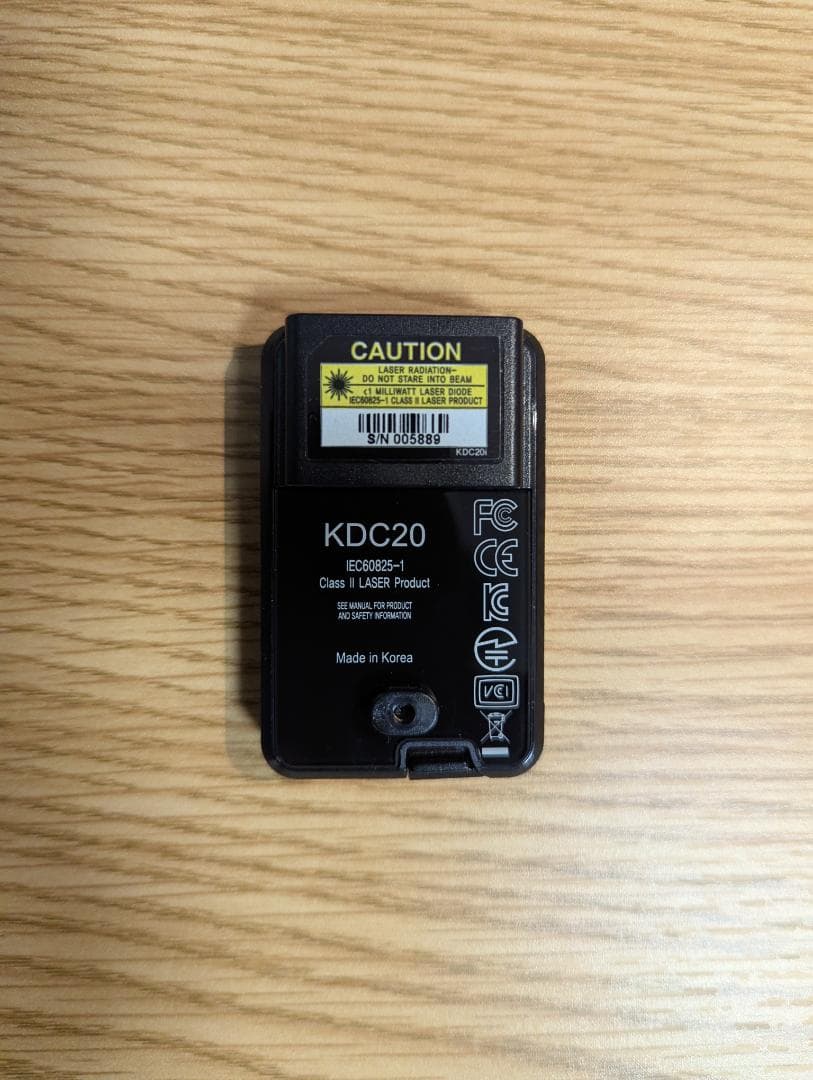 CAUTION
LASER RADIATION-
DO NOT STARE INTO BEAM
<1 MILLIWATT LASER DIODE
IEC60825-1 CLASS II LASER PRODUCT
S/N 005889
KDC20i
KDC20
IEC60825-1
Class II LASER Product
SEE MANUAL FOR PRODUCT
AND SAFETY INFORMATION
Made in Korea
FC
CE
KC
VCI